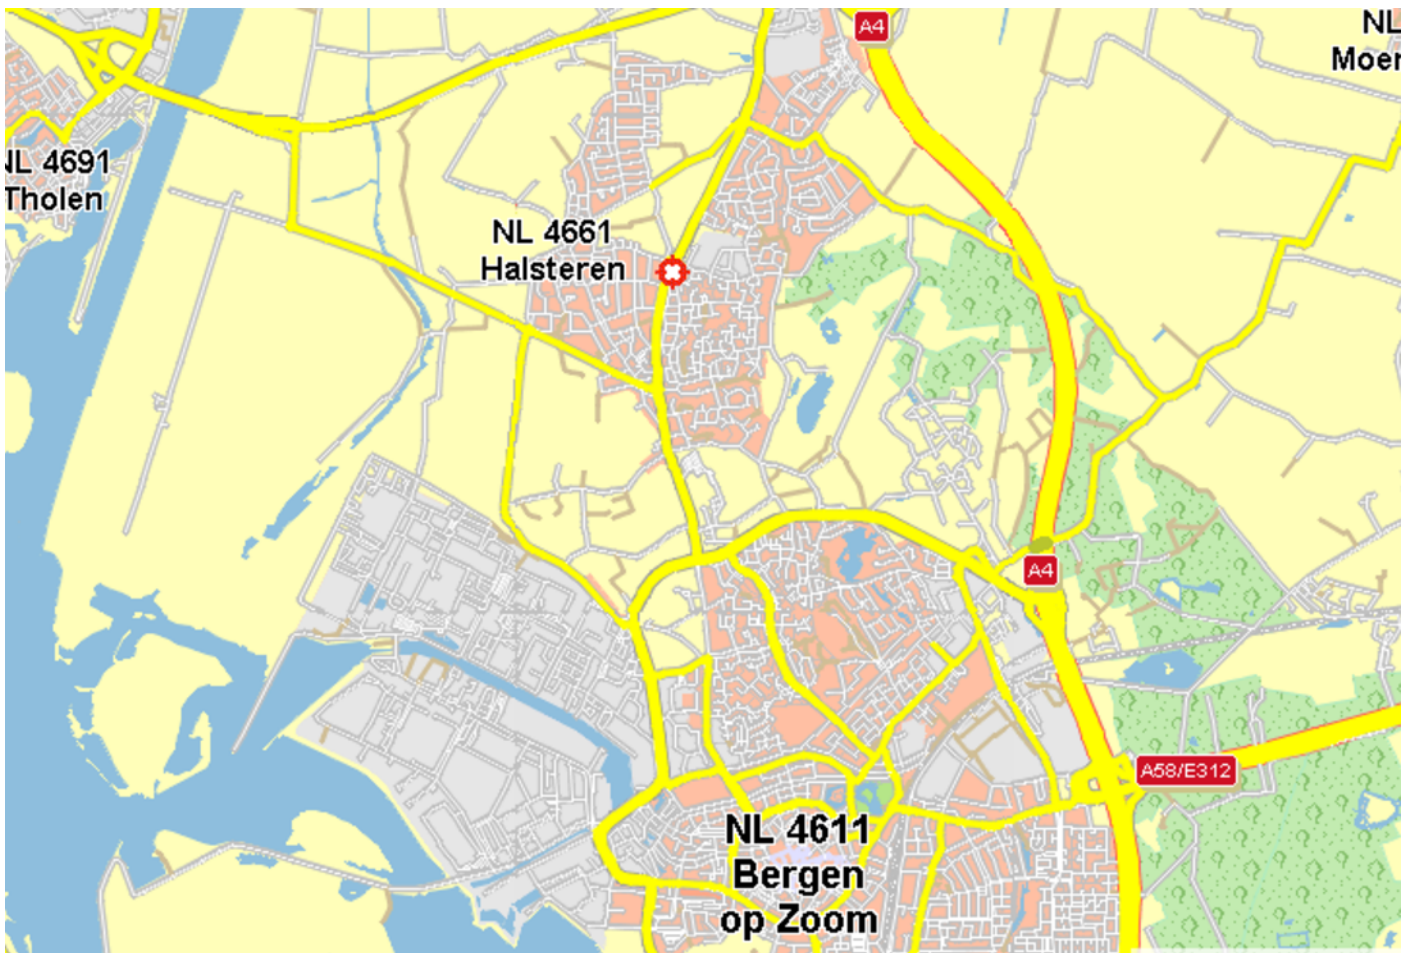 A4
NL
Moer
NL 4691
Tholen
NL 4661
Halsteren
A4
A58/E312
NL 4611
Bergen
op Zoom